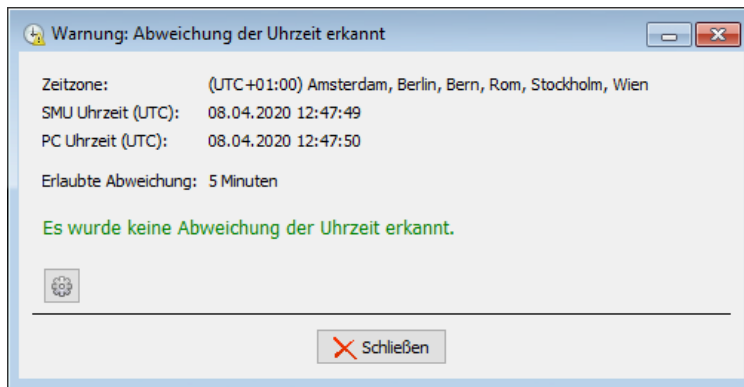 Warnung: Abweichung der Uhrzeit erkannt
Zeitzone: (UTC+01:00) Amsterdam, Berlin, Bern, Rom, Stockholm, Wien
SMU Uhrzeit (UTC): 08.04.2020 12:47:49
PC Uhrzeit (UTC): 08.04.2020 12:47:50
Erlaubte Abweichung: 5 Minuten
Es wurde keine Abweichung der Uhrzeit erkannt.
Schließen